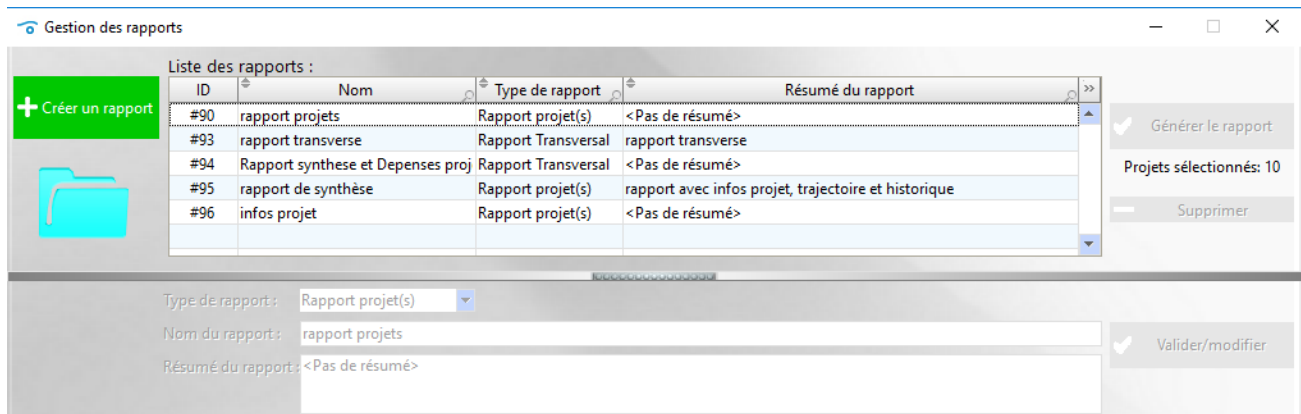 Gestion des rapports
Liste des rapports :
Créer un rapport
ID Nom Type de rapport Résumé du rapport >>
#90 rapport projets Rapport projet(s) <Pas de résumé>
#93 rapport transverse Rapport Transversal rapport transverse
#94 Rapport synthese et Depenses proj Rapport Transversal <Pas de résumé>
#95 rapport de synthèse Rapport projet(s) rapport avec infos projet, trajectoire et historique
#96 infos projet Rapport projet(s) <Pas de résumé>
Générer le rapport
Projets sélectionnés: 10
Supprimer
Type de rapport : Rapport projet(s)
Nom du rapport : rapport projets
Résumé du rapport : <Pas de résumé>
Valider/modifier